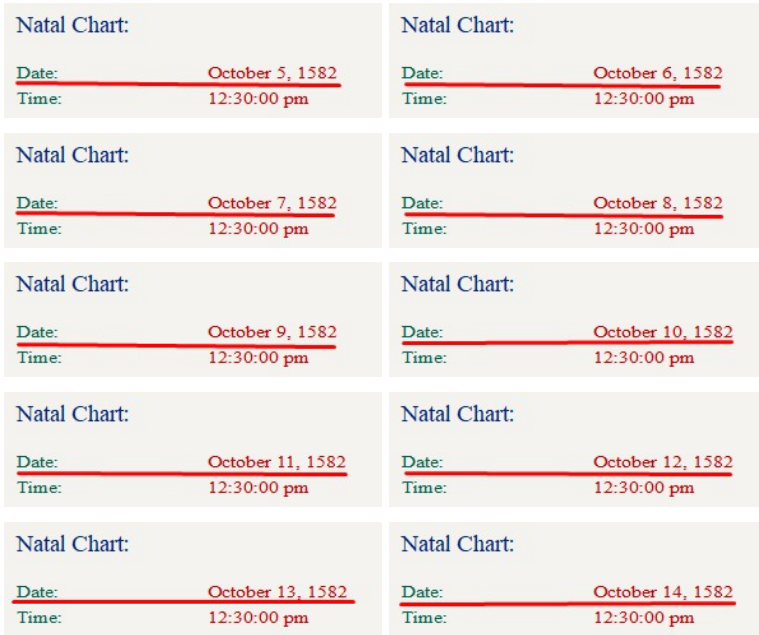 Natal Chart:
Date: October 5, 1582
Time: 12:30:00 pm
Natal Chart:
Date: October 6, 1582
Time: 12:30:00 pm
Natal Chart:
Date: October 7, 1582
Time: 12:30:00 pm
Natal Chart:
Date: October 8, 1582
Time: 12:30:00 pm
Natal Chart:
Date: October 9, 1582
Time: 12:30:00 pm
Natal Chart:
Date: October 10, 1582
Time: 12:30:00 pm
Natal Chart:
Date: October 11, 1582
Time: 12:30:00 pm
Natal Chart:
Date: October 12, 1582
Time: 12:30:00 pm
Natal Chart:
Date: October 13, 1582
Time: 12:30:00 pm
Natal Chart:
Date: October 14, 1582
Time: 12:30:00 pm